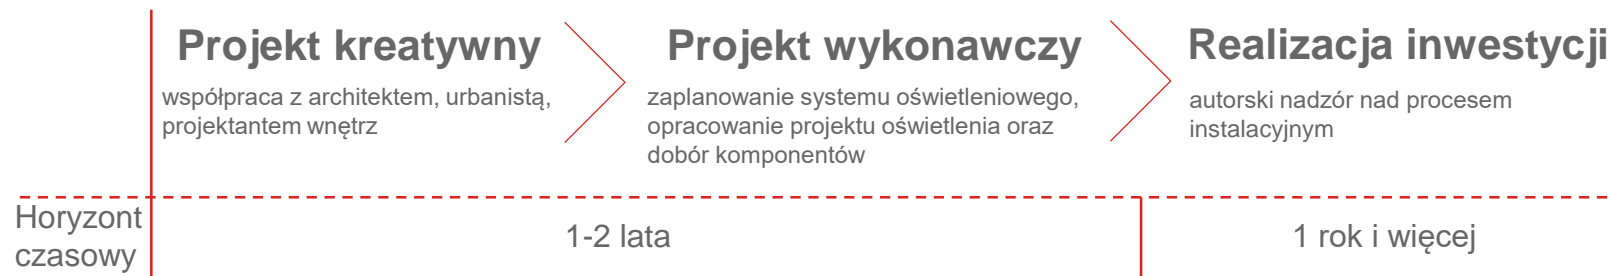 Projekt kreatywny
współpraca z architektem, urbanistą,
projektantem wnętrz
Projekt wykonawczy
zaplanowanie systemu oświetleniowego,
opracowanie projektu oświetlenia oraz
dobór komponentów
Realizacja inwestycji
autorski nadzór nad procesem
instalacyjnym
Horyzont
czasowy
1-2 lata
1 rok i więcej